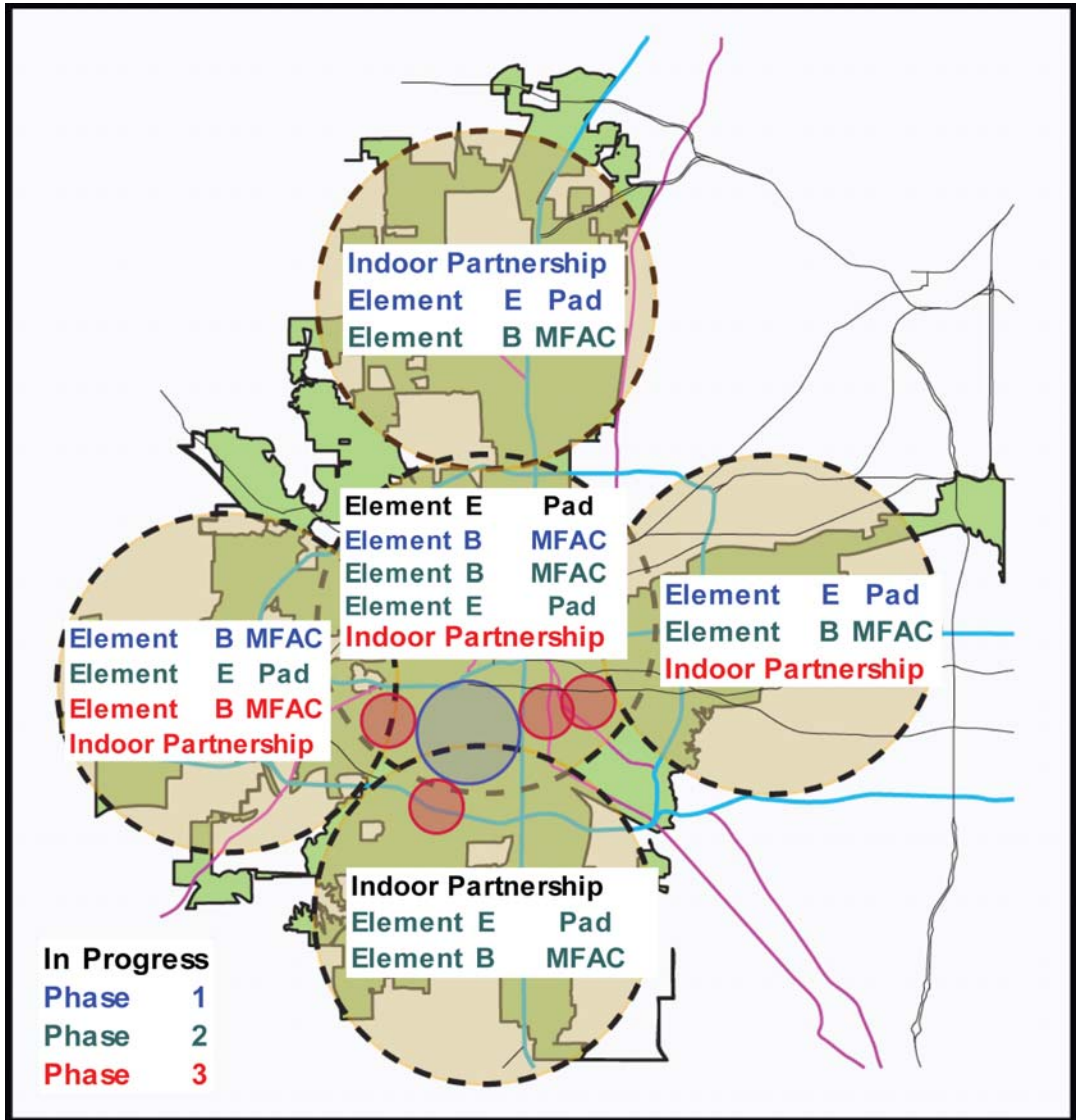 Indoor Partnership
Element E Pad
Element B MFAC
Element E Pad
Element B MFAC
Element B MFAC
Element E Pad
Indoor Partnership
Element E Pad
Element B MFAC
Indoor Partnership
Element B MFAC
Element E Pad
Element B MFAC
Indoor Partnership
Indoor Partnership
Element E Pad
Element B MFAC
In Progress
Phase 1
Phase 2
Phase 3